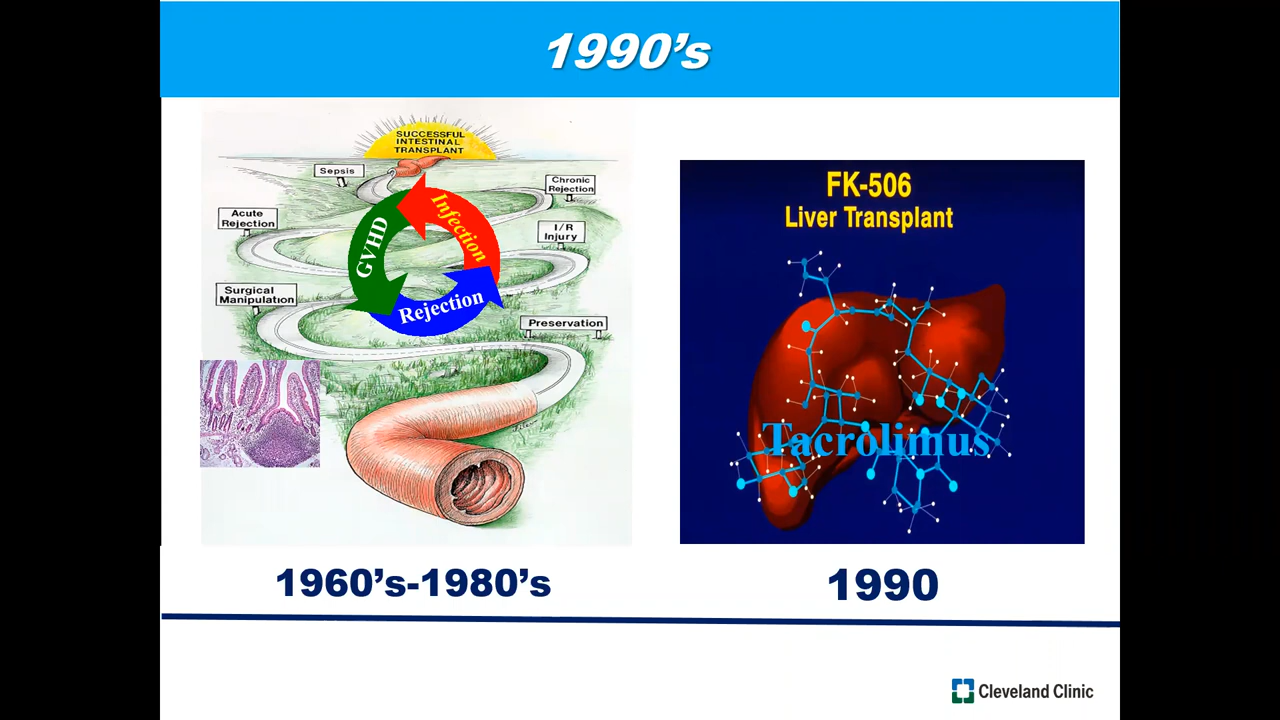 1990's
SUCCESSFUL
INTESTINAL
TRANSPLANT
Sepsis
Chronic
Rejection
Acute
Rejection
I/R
Injury
Surgical
Manipulation
Preservation
GVHD
Infection
Rejection
1960's-1980's
FK-506
Liver Transplant
Tacrolimus
1990
Cleveland Clinic